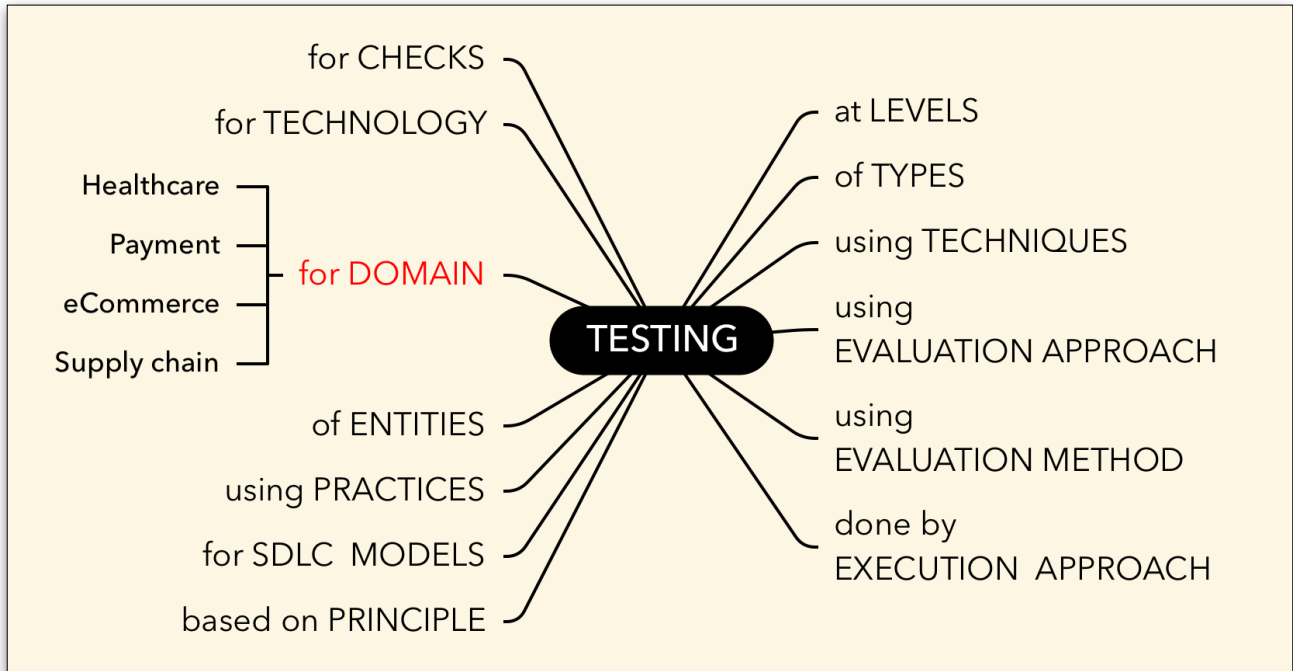 for CHECKS
for TECHNOLOGY
Healthcare
Payment
eCommerce
Supply chain
for DOMAIN
of ENTITIES
using PRACTICES
for SDLC MODELS
based on PRINCIPLE
TESTING
at LEVELS
of TYPES
using TECHNIQUES
using
EVALUATION APPROACH
using
EVALUATION METHOD
done by
EXECUTION APPROACH